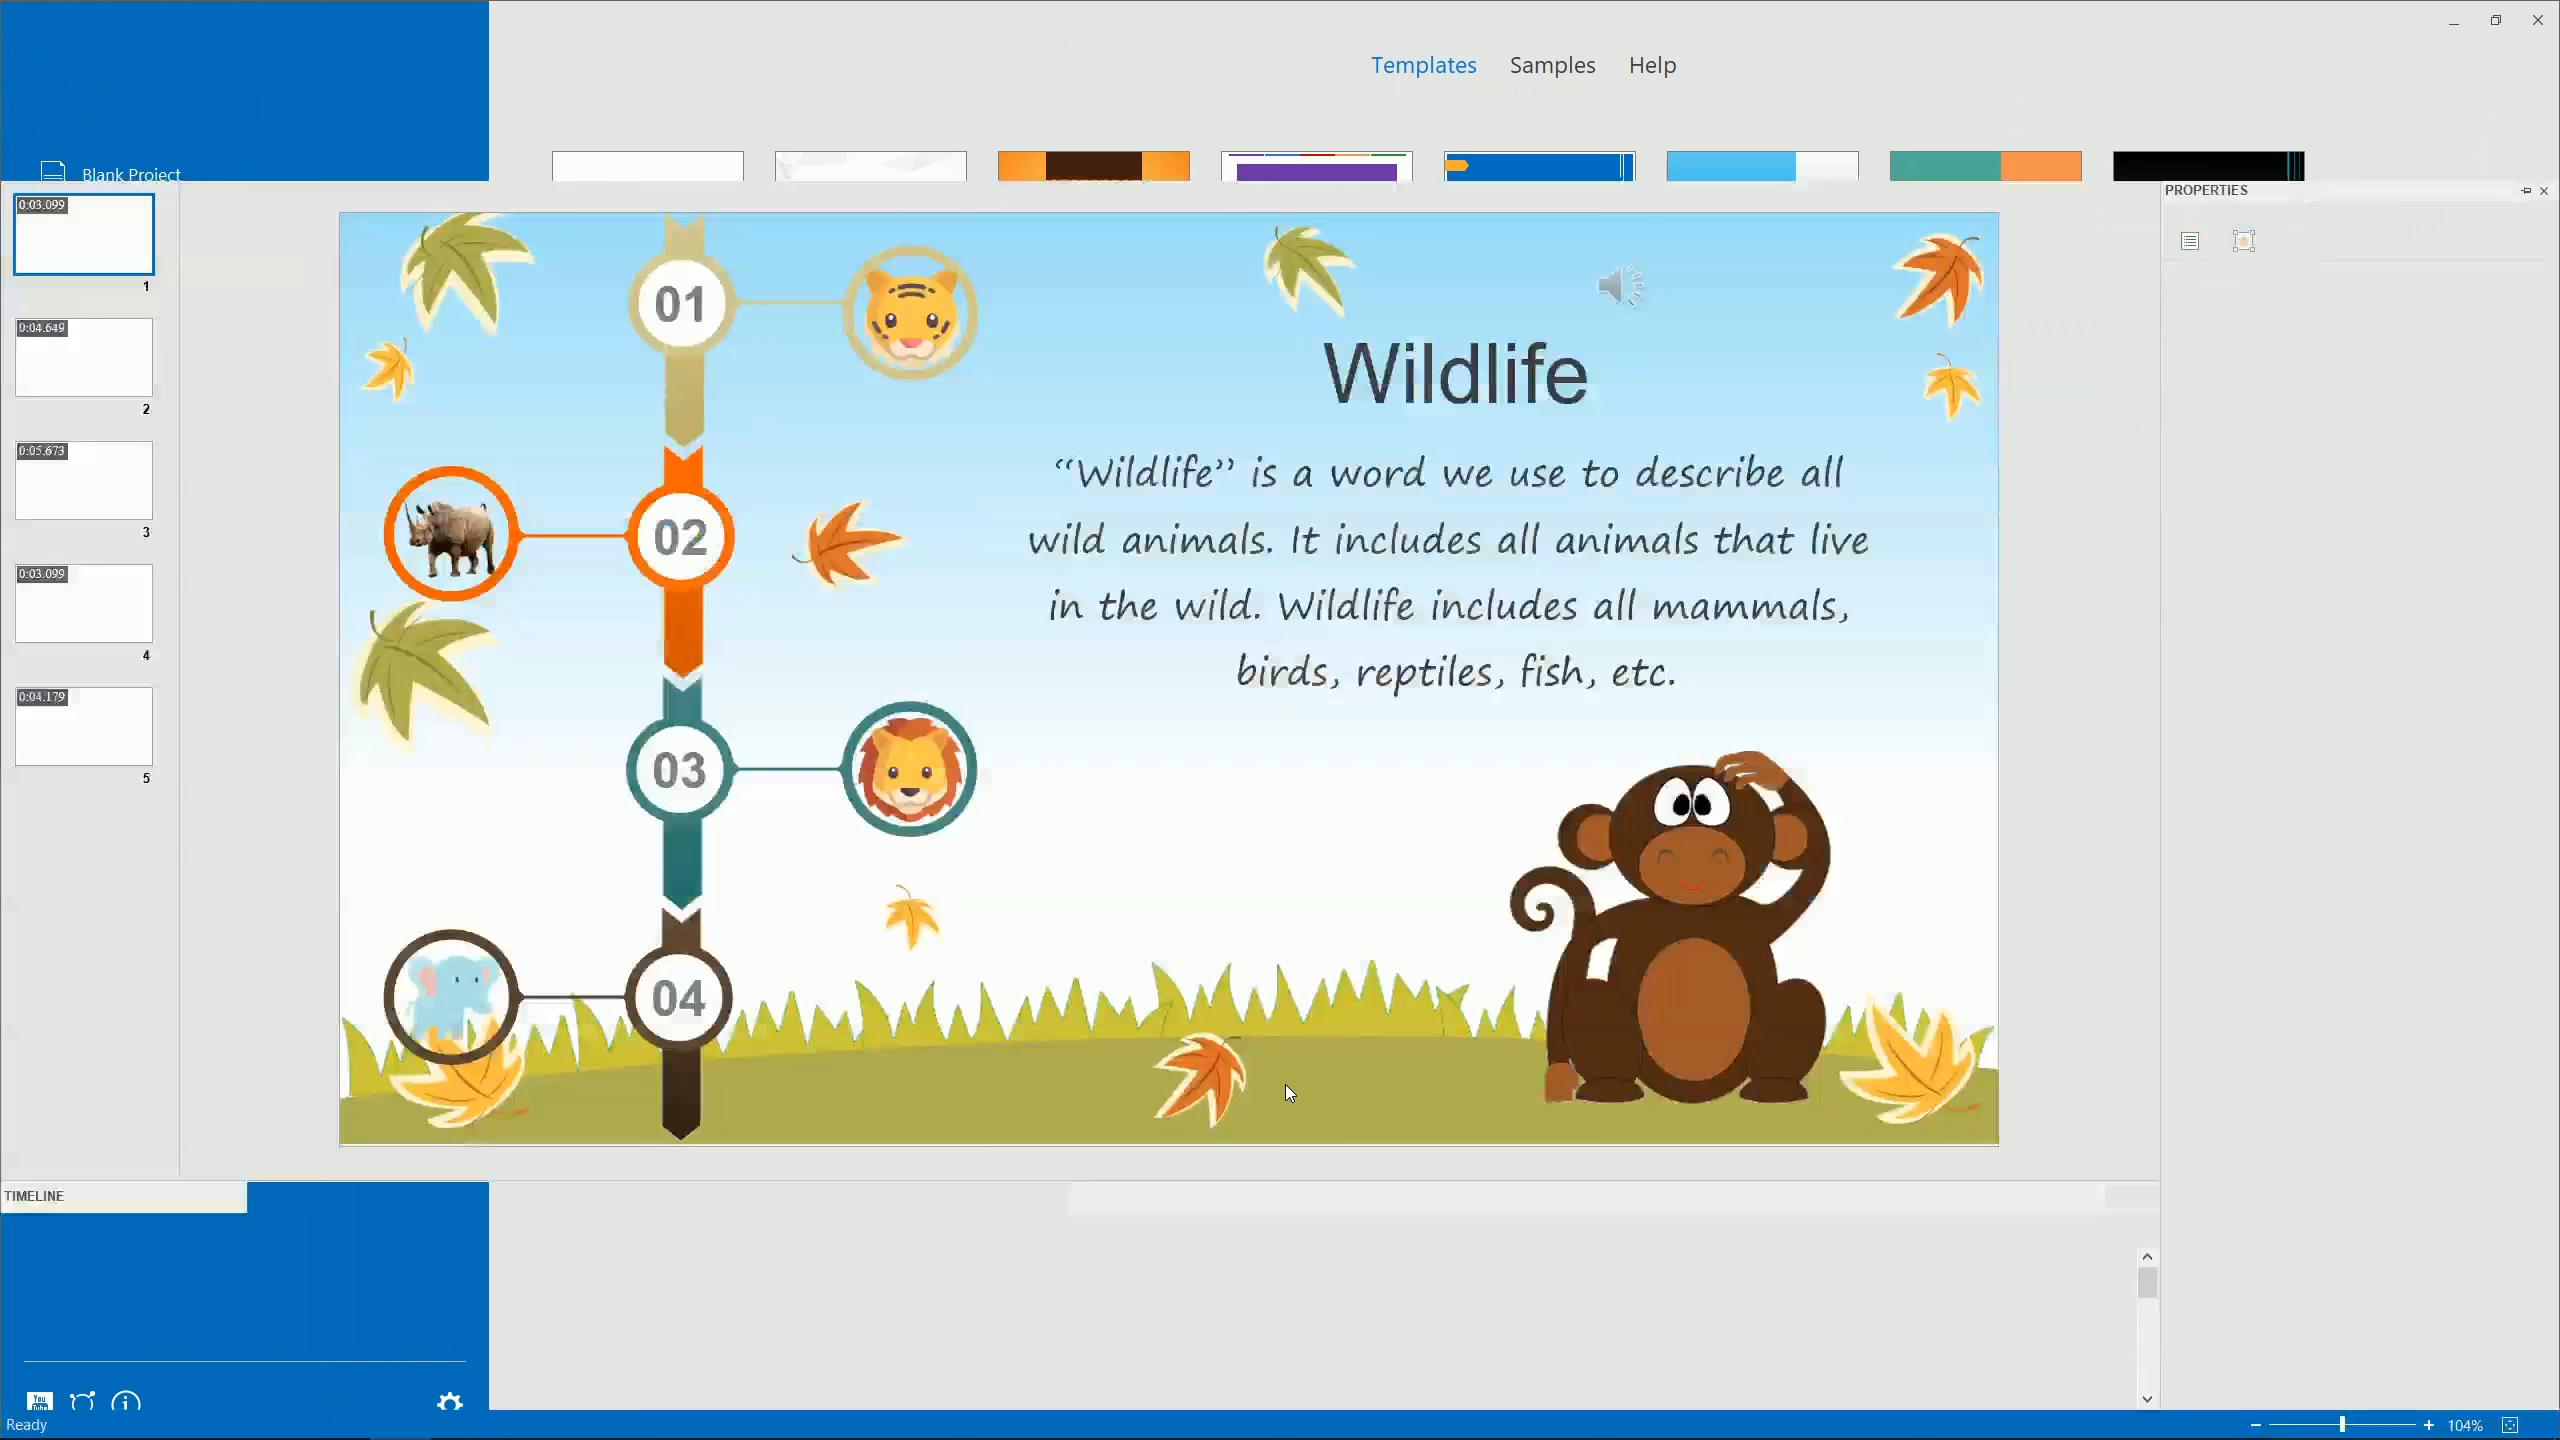 Templates Samples Help
Blank Project
PROPERTIES
0:03.099
1
0:04.649
2
0:05.673
3
0:03.099
4
0:04.179
5
01
02
03
04
Wildlife
“Wildlife” is a word we use to describe all
wild animals. It includes all animals that live
in the wild. Wildlife includes all mammals,
birds, reptiles, fish, etc.
TIMELINE
You
Tube
Ready
104%